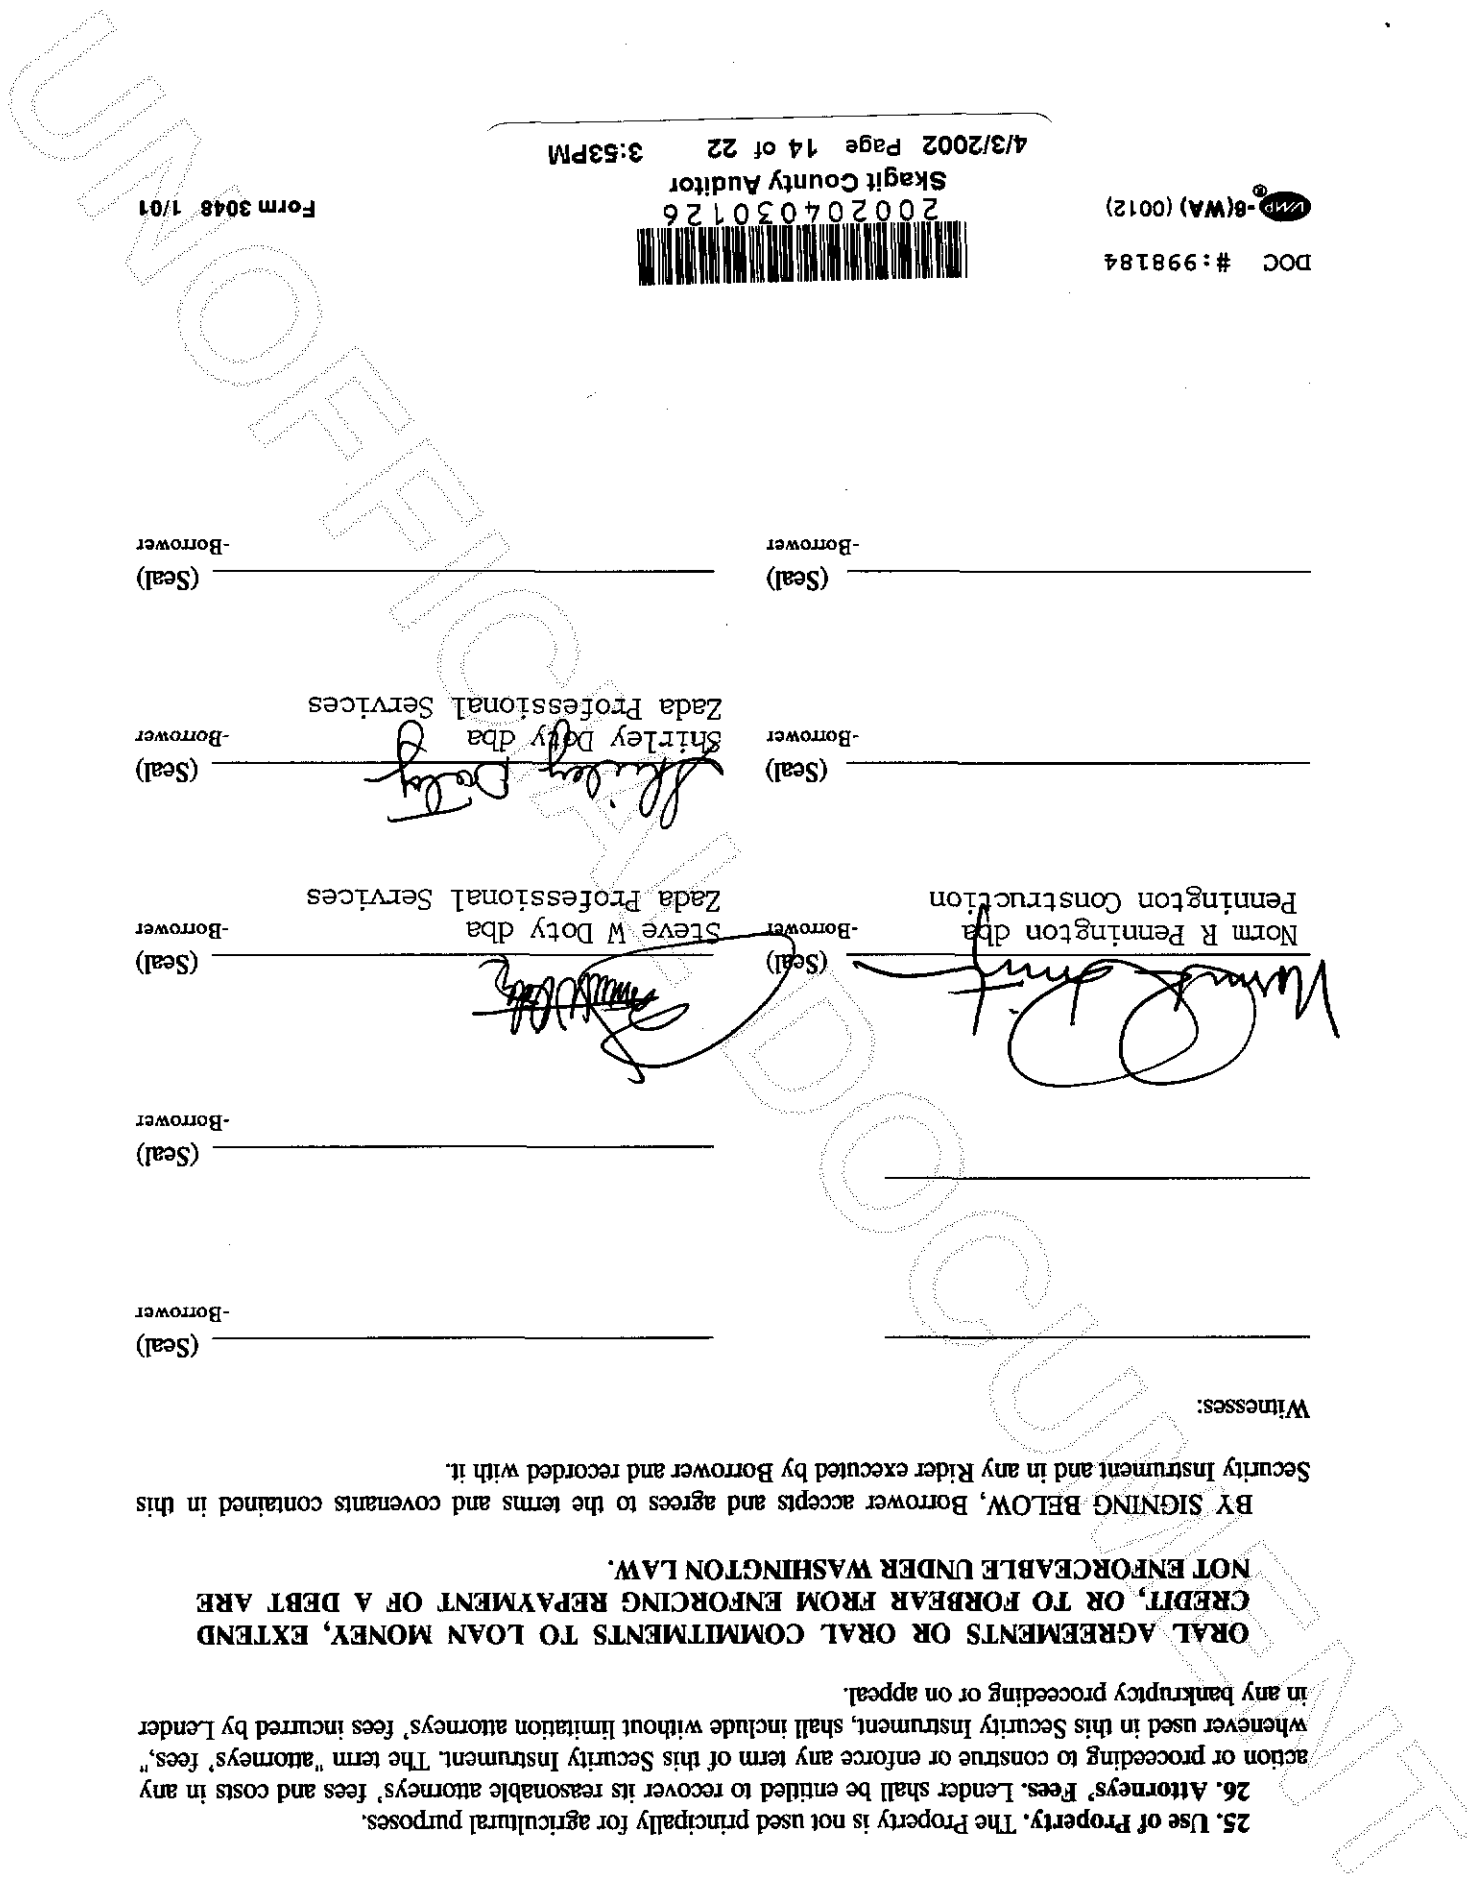 25. Use of Property. The Property is not used principally for agricultural purposes.
26. Attorneys' Fees. Lender shall be entitled to recover its reasonable attorneys' fees and costs in any
action or proceeding to construe or enforce any term of this Security Instrument. The term "attorneys' fees,"
whenever used in this Security Instrument, shall include without limitation attorneys' fees incurred by Lender
in any bankruptcy proceeding or on appeal.
ORAL AGREEMENTS OR ORAL COMMITMENTS TO LOAN MONEY, EXTEND
CREDIT, OR TO FORBEAR FROM ENFORCING REPAYMENT OF A DEBT ARE
NOT ENFORCEABLE UNDER WASHINGTON LAW.
BY SIGNING BELOW, Borrower accepts and agrees to the terms and covenants contained in this
Security Instrument and in any Rider executed by Borrower and recorded with it.
Witnesses:
(Seal)
-Borrower
(Seal)
-Borrower
(Seal)
Norm R Pennington dba
-Borrower
Pennington Construction
(Seal)
Steve W Doty dba
-Borrower
Zada Professional Services
(Seal)
-Borrower
Shirley Doty
(Seal)
Shirley Doty dba
-Borrower
Zada Professional Services
(Seal)
-Borrower
(Seal)
-Borrower
DOC #:998184
VMP®-6(WA) (0012)
200204030126
Skagit County Auditor
4/3/2002 Page 14 of 22 3:53PM
Form 3048 1/01
UNOFFICIAL DOCUMENT